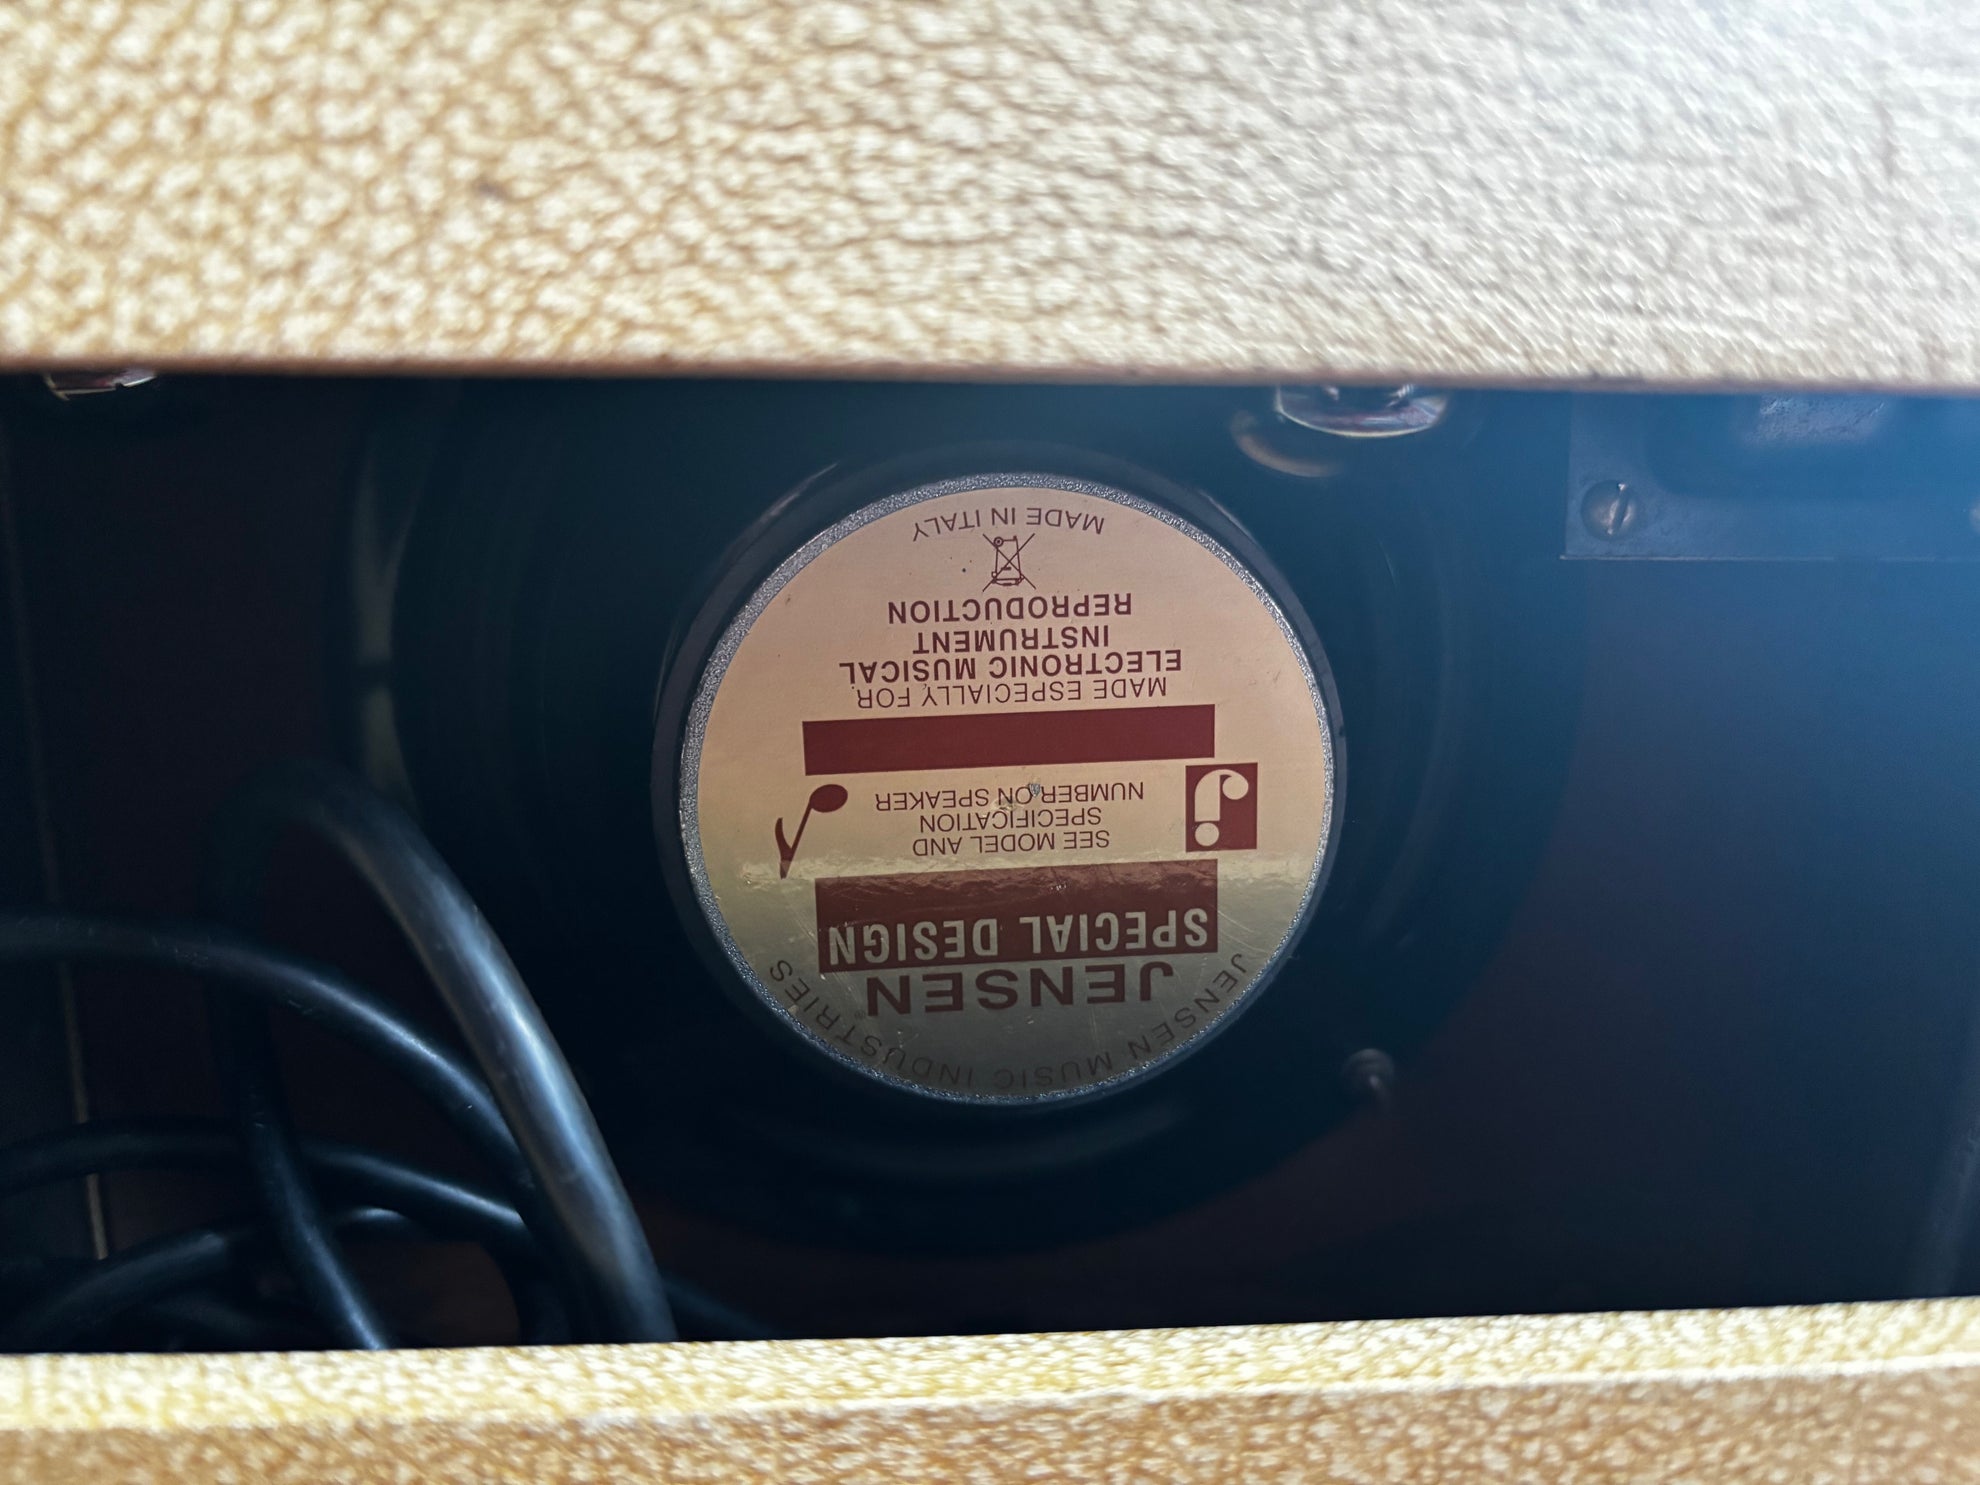 JENSEN MUSIC INDUSTRIES
JENSEN
SPECIAL DESIGN
SEE MODEL AND
SPECIFICATION
NUMBER ON SPEAKER
MADE ESPECIALLY FOR
ELECTRONIC MUSICAL
INSTRUMENT
REPRODUCTION
MADE IN ITALY